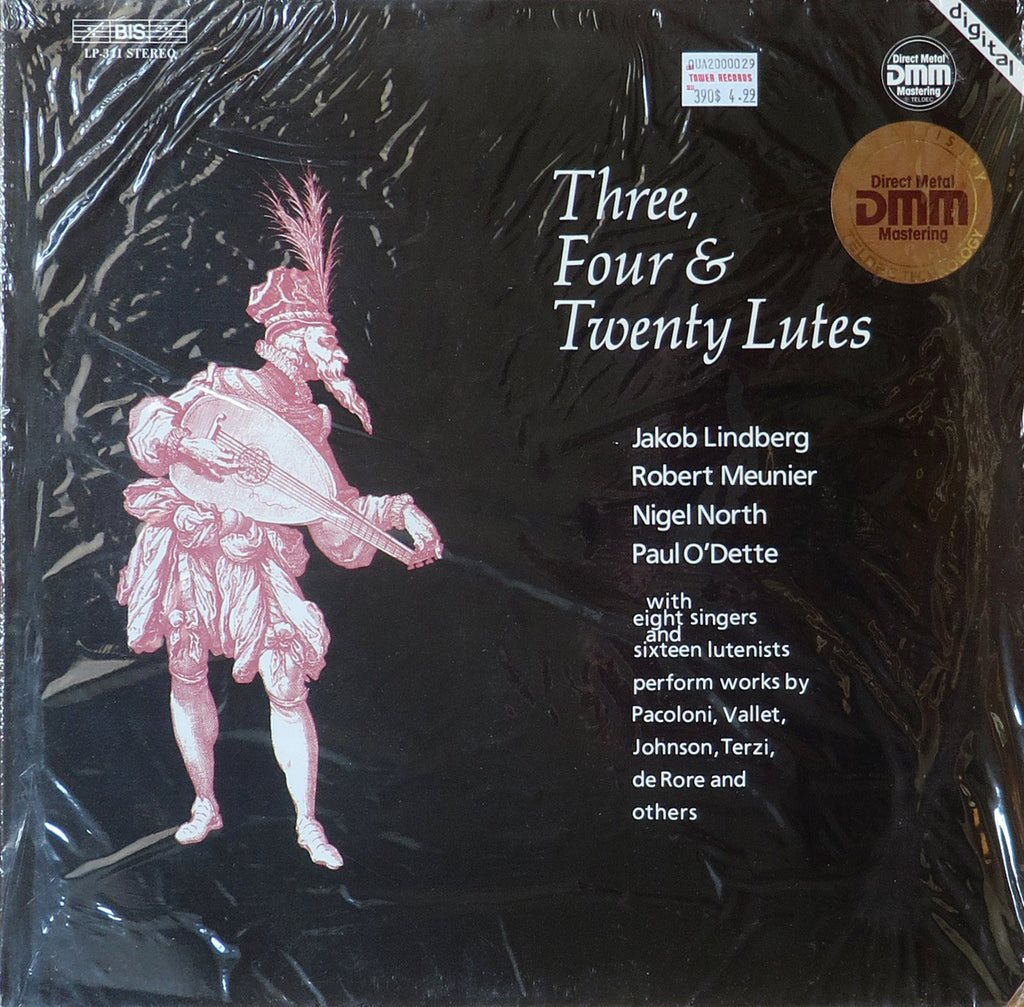 BIS
LP-341 STEREO
QUA2000029
TOWER RECORDS
390$ 4.99
digital
Direct Metal
DMM
Mastering
© TELDEC
Direct Metal
DMM
Mastering
Three,
Four &
Twenty Lutes
Jakob Lindberg
Robert Meunier
Nigel North
Paul O'Dette
with
eight singers
and
sixteen lutenists
perform works by
Pacoloni, Vallet,
Johnson, Terzi,
de Rore and
others